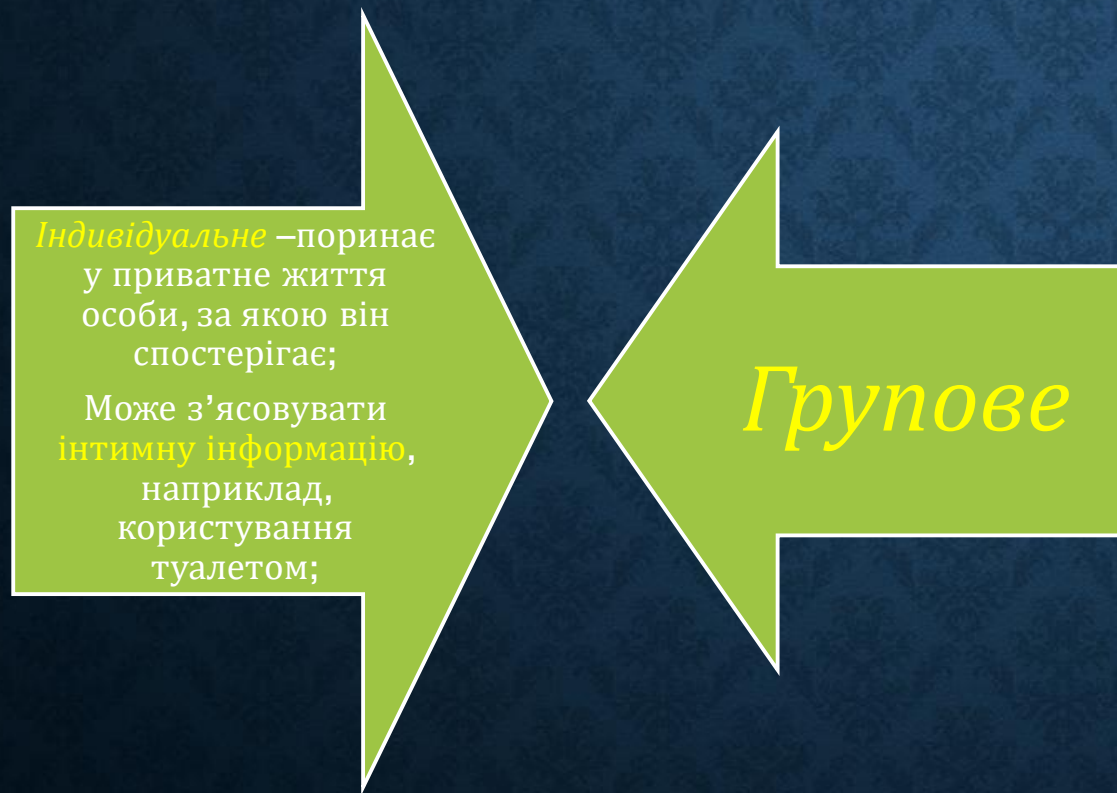 Індивідуальне –поринає
у приватне життя
особи, за якою він
спостерігає;
Може з’ясовувати
інтимну інформацію,
наприклад,
користування
туалетом;
Групове